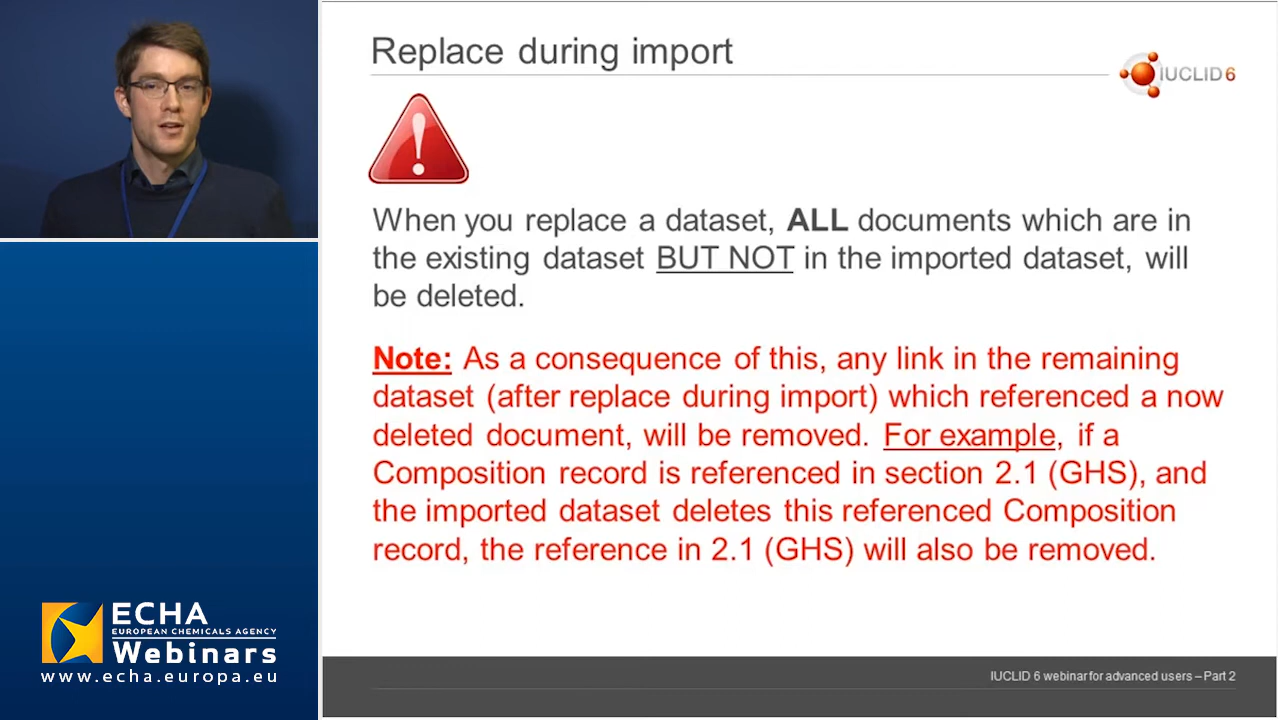 Replace during import
IUCLID 6
When you replace a dataset, ALL documents which are in
the existing dataset BUT NOT in the imported dataset, will
be deleted.
Note: As a consequence of this, any link in the remaining
dataset (after replace during import) which referenced a now
deleted document, will be removed. For example, if a
Composition record is referenced in section 2.1 (GHS), and
the imported dataset deletes this referenced Composition
record, the reference in 2.1 (GHS) will also be removed.
ECHA
EUROPEAN CHEMICALS AGENCY
Webinars
www.echa.europa.eu
IUCLID 6 webinar for advanced users – Part 2